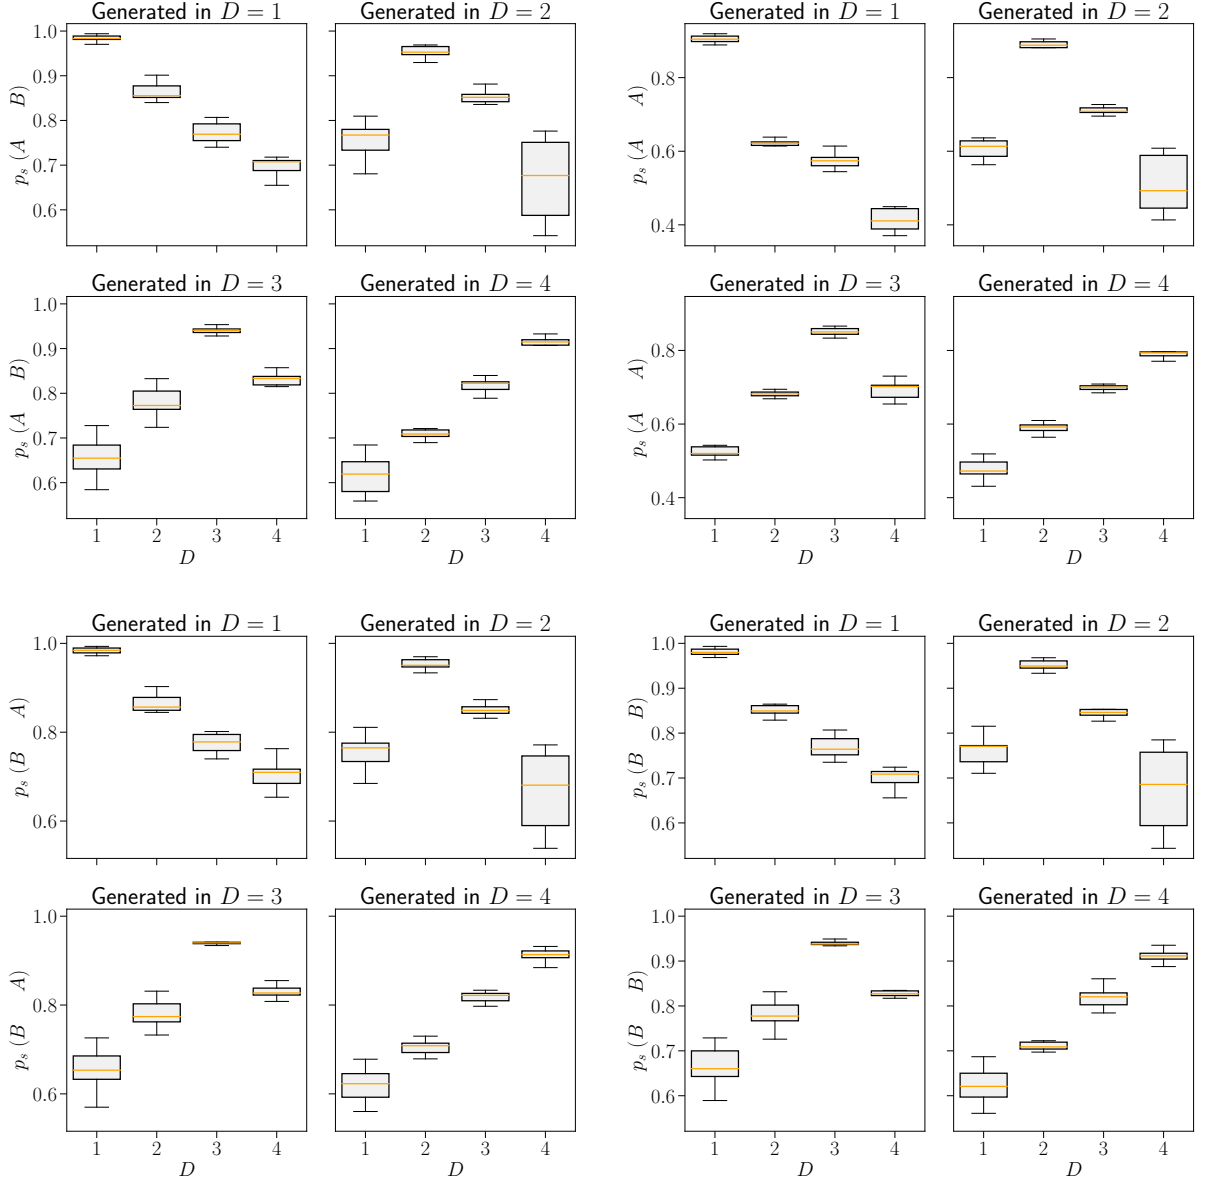 Generated in D = 1
Generated in D = 2
Generated in D = 1
Generated in D = 2
1.0
0.9
0.8
0.7
0.6
p_s (A B)
0.8
0.6
0.4
p_s (A A)
Generated in D = 3
Generated in D = 4
Generated in D = 3
Generated in D = 4
1.0
0.9
0.8
0.7
0.6
p_s (A B)
0.8
0.6
0.4
p_s (A A)
1 2 3 4
1 2 3 4
1 2 3 4
1 2 3 4
D
D
D
D
Generated in D = 1
Generated in D = 2
Generated in D = 1
Generated in D = 2
1.0
0.8
0.6
p_s (B A)
1.0
0.9
0.8
0.7
0.6
p_s (B B)
Generated in D = 3
Generated in D = 4
Generated in D = 3
Generated in D = 4
1.0
0.8
0.6
p_s (B A)
1.0
0.9
0.8
0.7
0.6
p_s (B B)
1 2 3 4
1 2 3 4
1 2 3 4
1 2 3 4
D
D
D
D